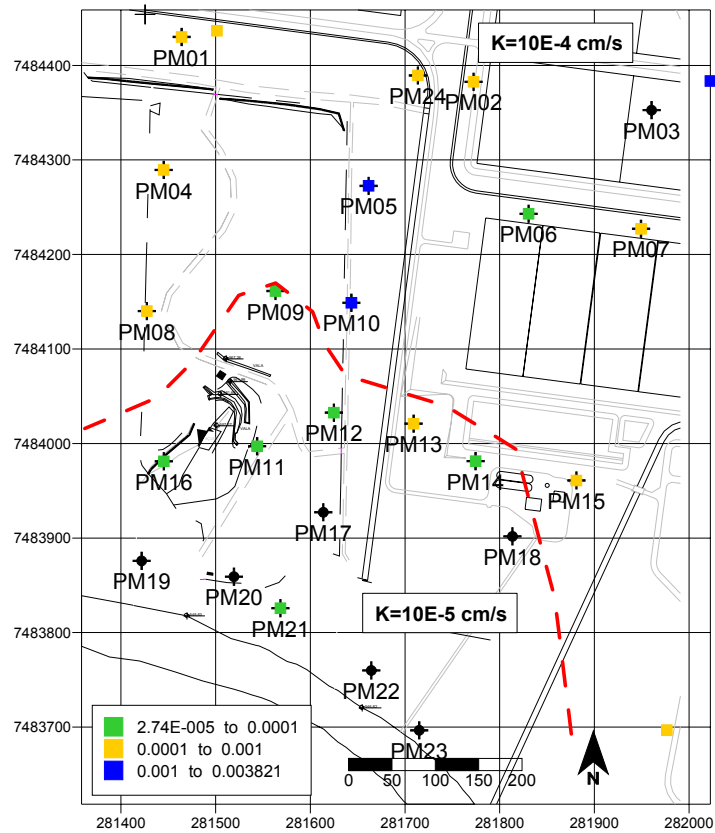 K=10E-4 cm/s
7484400
PM01
PM24
PM02
PM03
7484300
PM04
PM05
PM06
PM07
7484200
PM09
PM10
PM08
7484100
VALA
PM12
PM13
7484000
VALA
PM16
PM11
PM14
PM15
7483900
PM17
PM18
PM19
PM20
PM21
K=10E-5 cm/s
7483800
PM22
7483700
PM23
2.74E-005 to 0.0001
0.0001 to 0.001
0.001 to 0.003821
0 50 100 150 200
N
281400 281500 281600 281700 281800 281900 282000